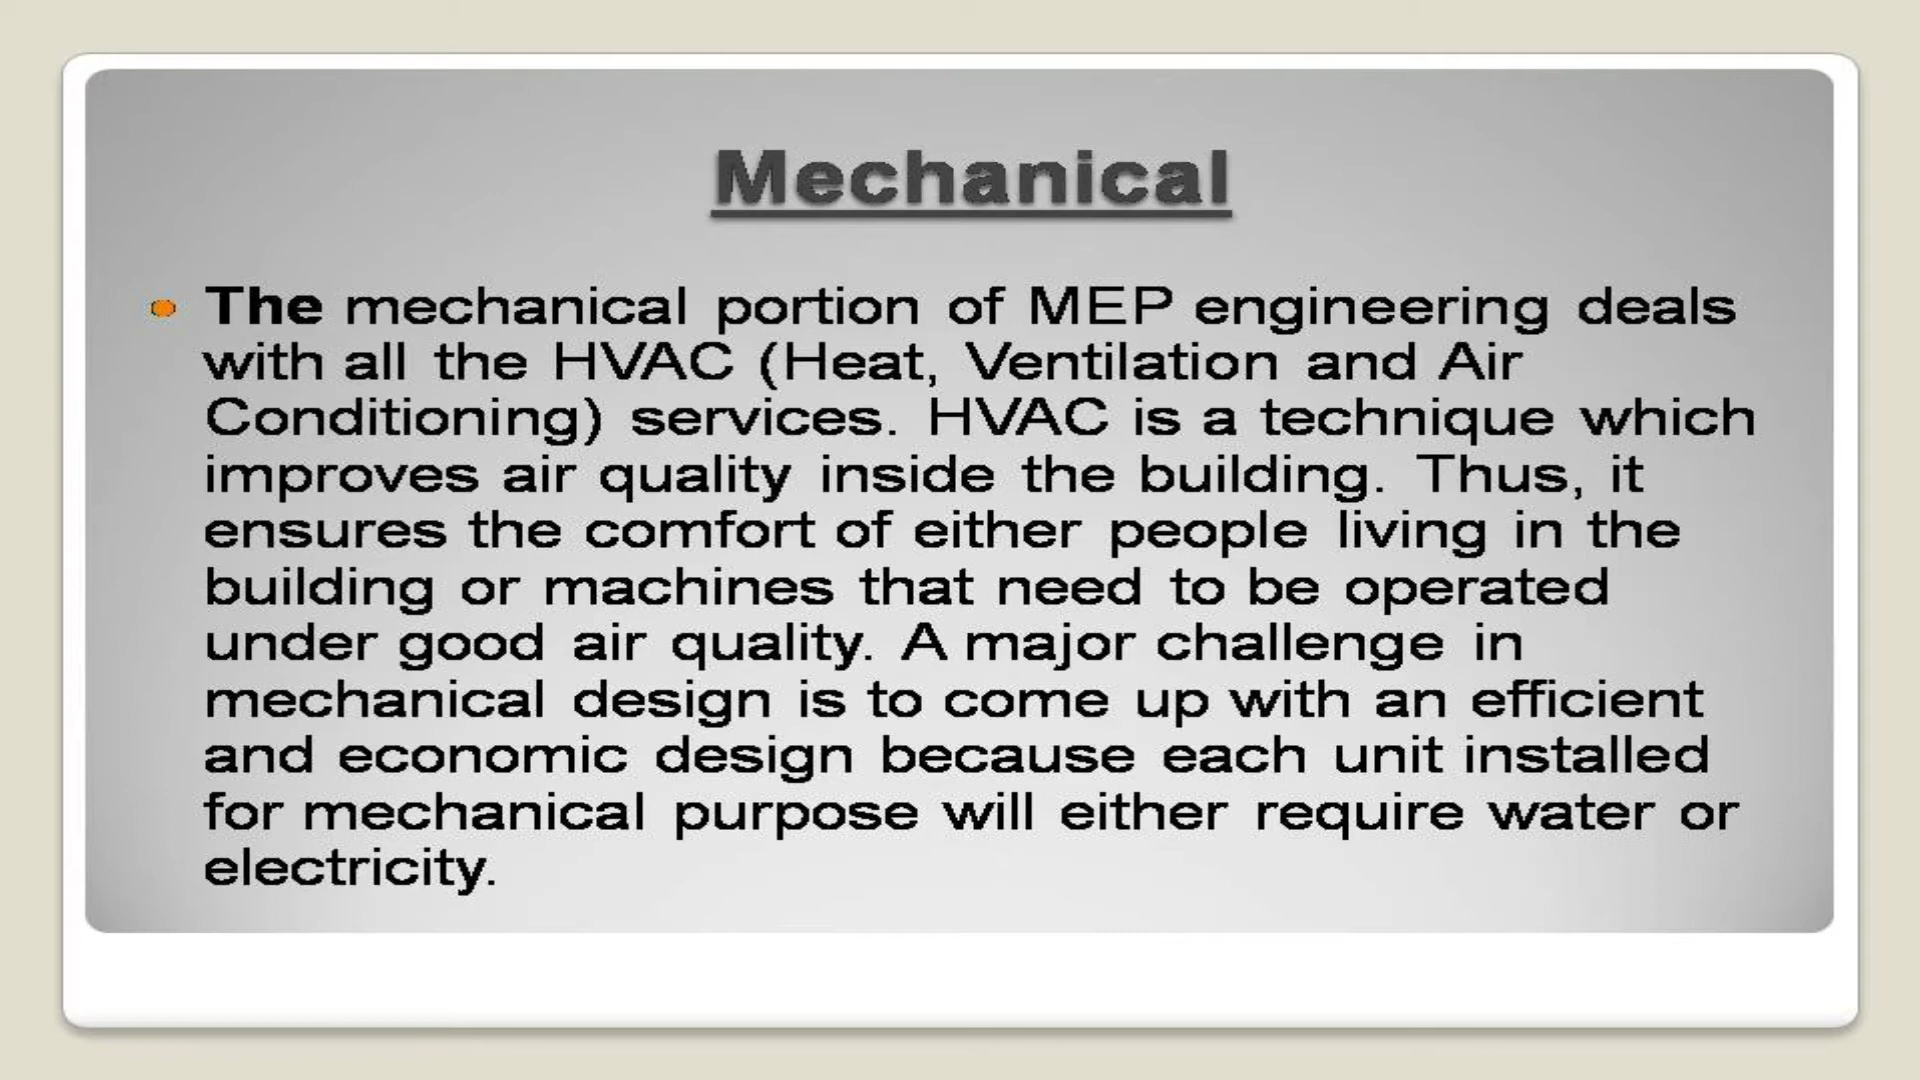 Mechanical
The mechanical portion of MEP engineering deals
with all the HVAC (Heat, Ventilation and Air
Conditioning) services. HVAC is a technique which
improves air quality inside the building. Thus, it
ensures the comfort of either people living in the
building or machines that need to be operated
under good air quality. A major challenge in
mechanical design is to come up with an efficient
and economic design because each unit installed
for mechanical purpose will either require water or
electricity.